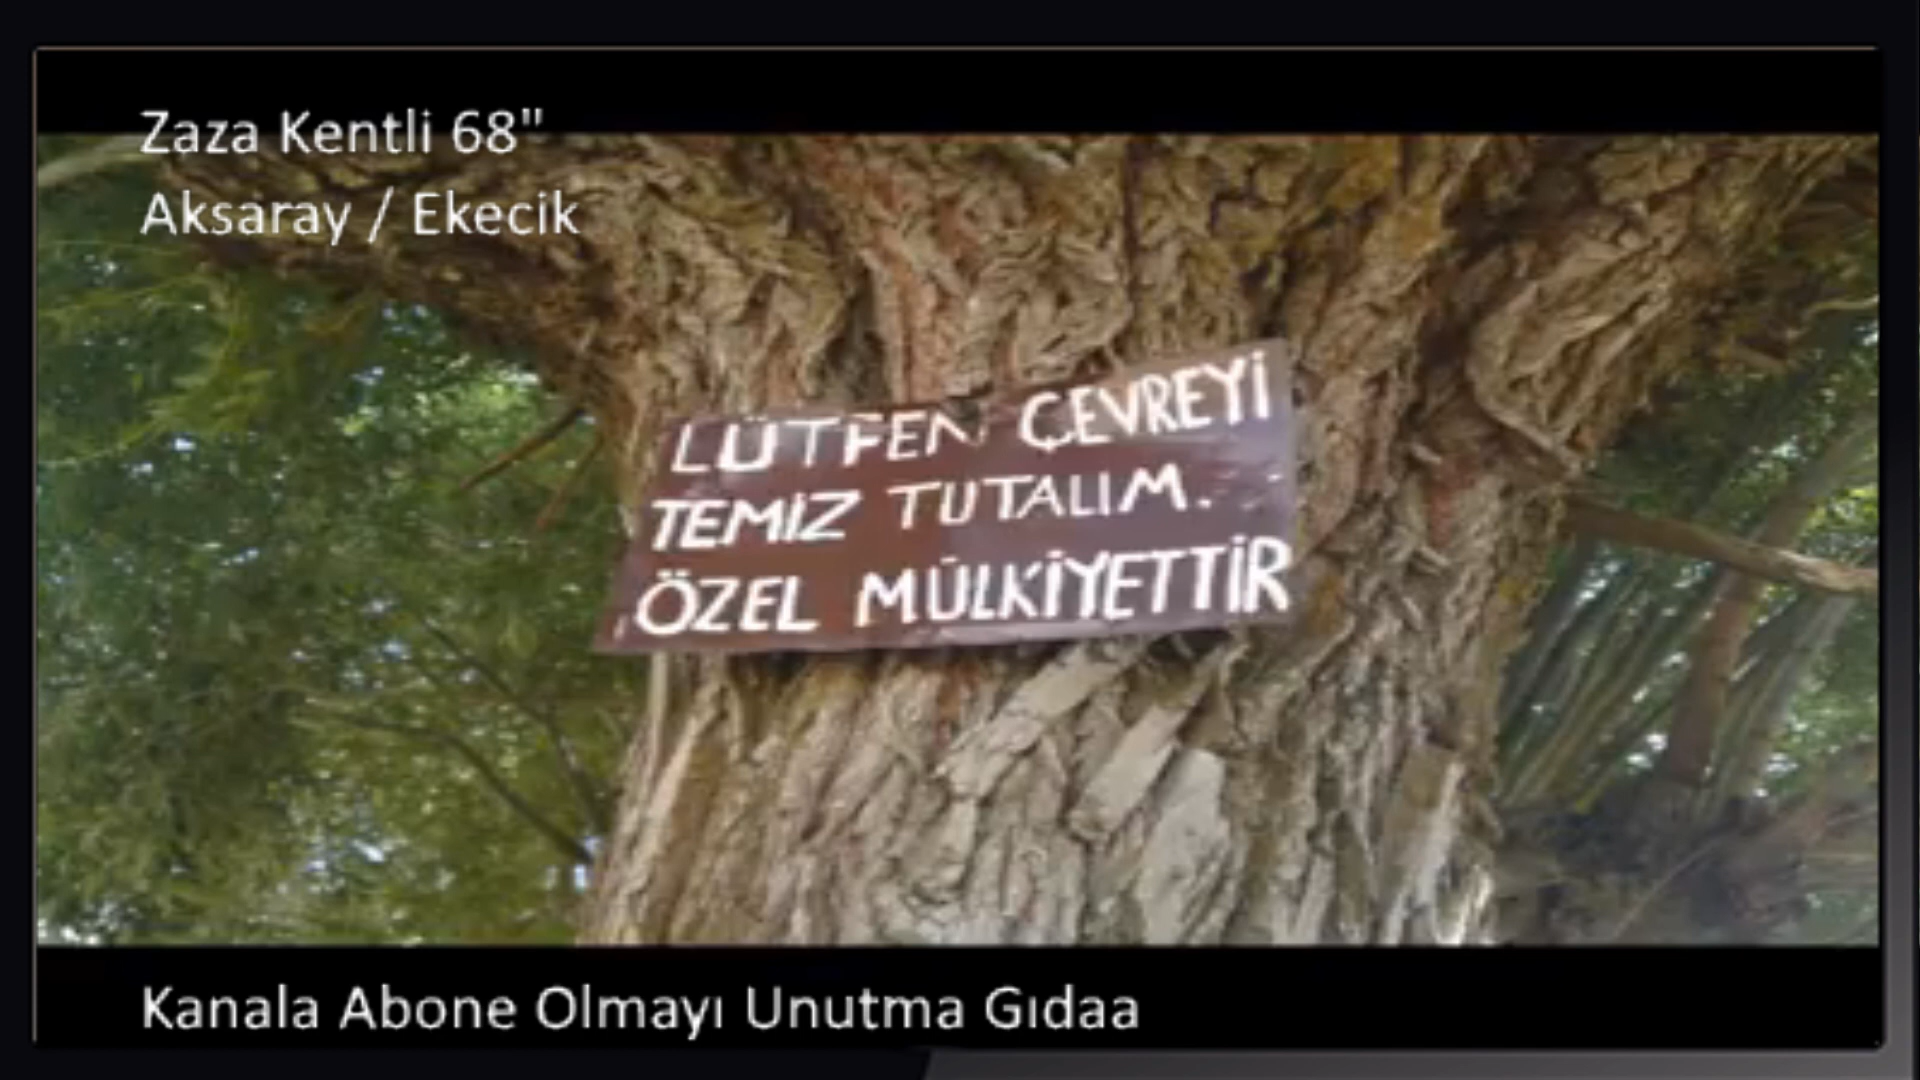 Zaza Kentli 68"
Aksaray / Ekecik
LÜTFEN ÇEVREYİ
TEMIZ TUTALIM.
ÖZEL MÜLKİYETTİR
Kanala Abone Olmayı Unutma Gıdaa